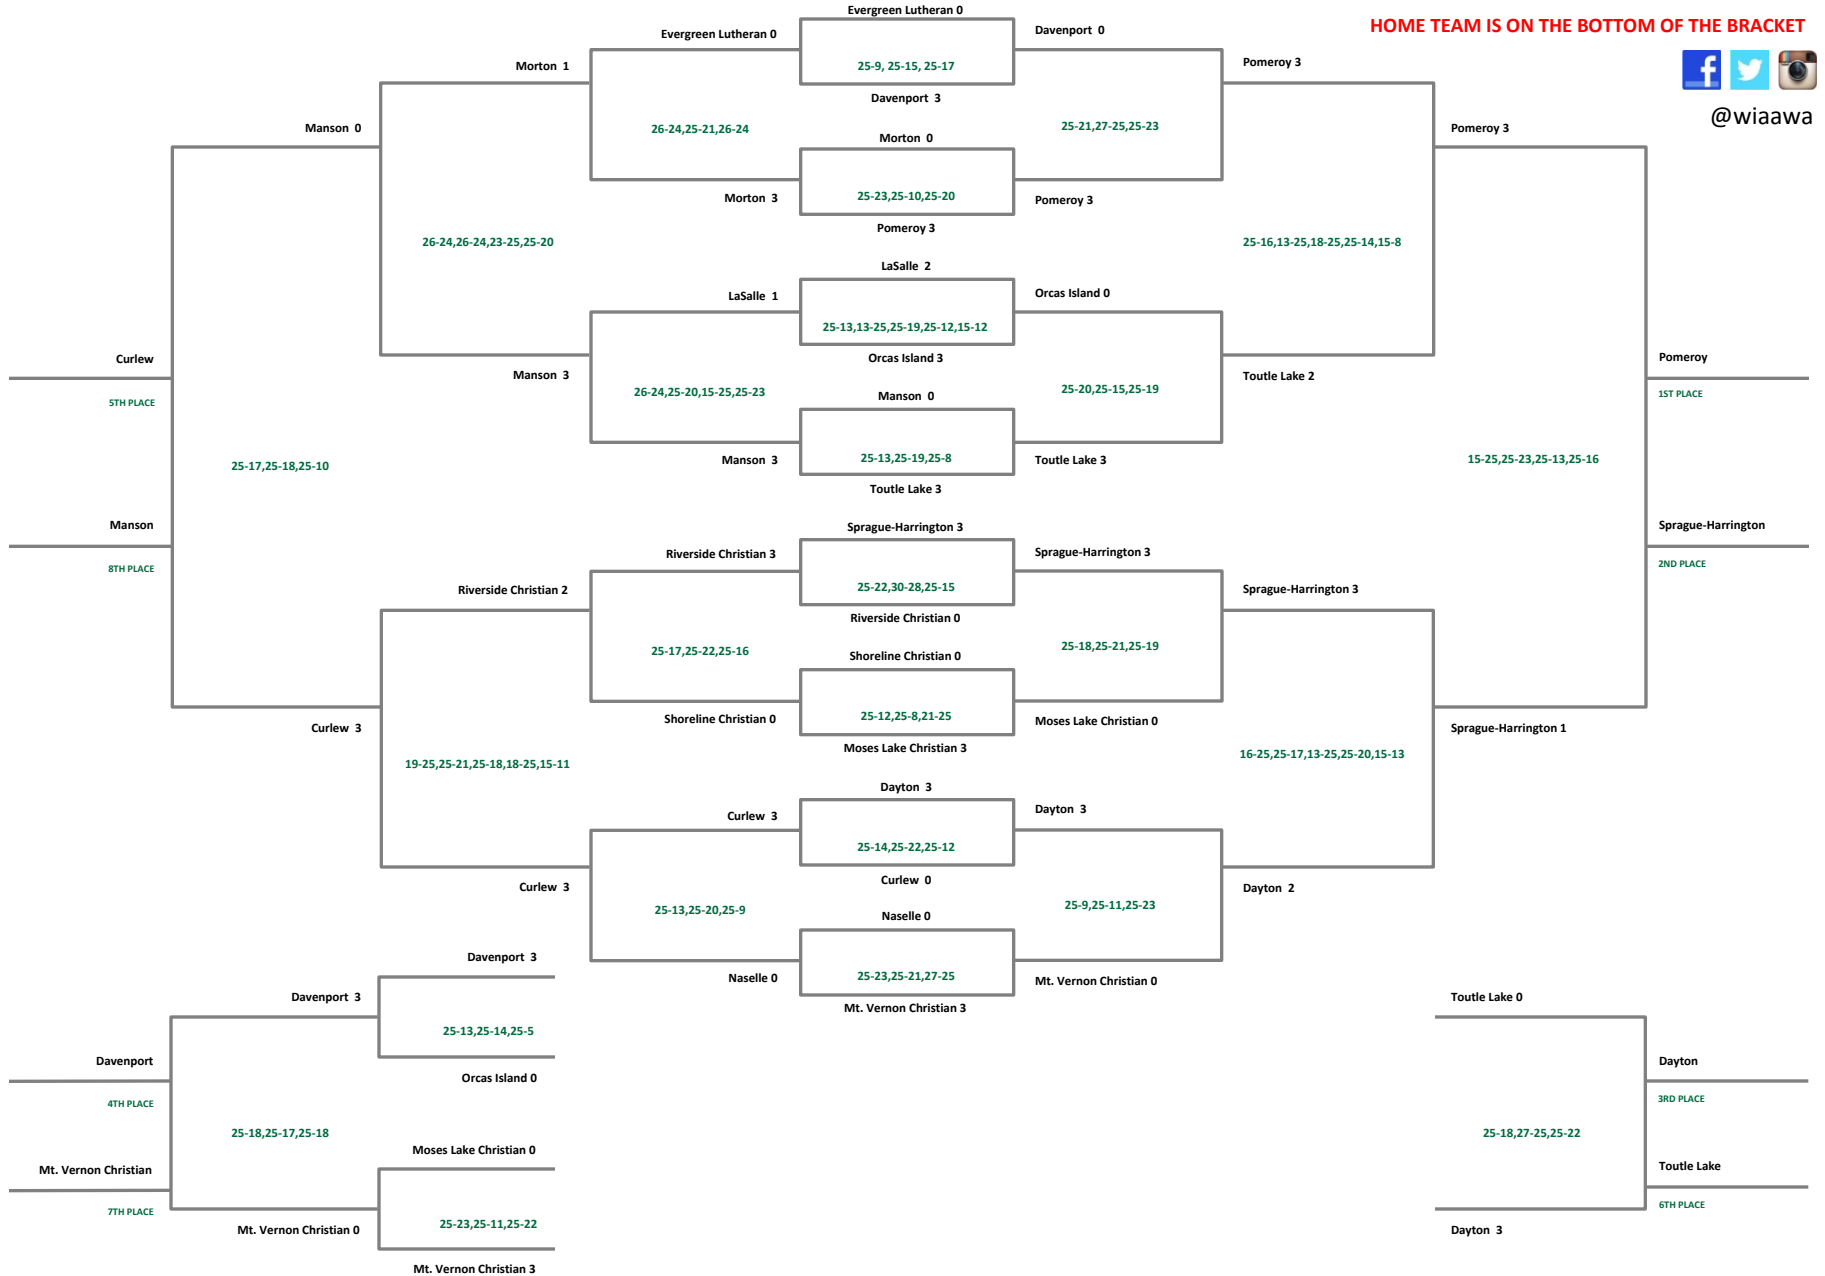 Evergreen Lutheran 0
HOME TEAM IS ON THE BOTTOM OF THE BRACKET
Evergreen Lutheran 0
Davenport 0
Morton 1
25-9, 25-15, 25-17
Pomeroy 3
Davenport 3
@wiaawa
Manson 0
26-24,25-21,26-24
25-21,27-25,25-23
Pomeroy 3
Morton 0
Morton 3
25-23,25-10,25-20
Pomeroy 3
Pomeroy 3
26-24,26-24,23-25,25-20
25-16,13-25,18-25,25-14,15-8
LaSalle 2
LaSalle 1
Orcas Island 0
25-13,13-25,25-19,25-12,15-12
Curlew
Orcas Island 3
Pomeroy
Manson 3
Toutle Lake 2
5TH PLACE
26-24,25-20,15-25,25-23
Manson 0
25-20,25-15,25-19
1ST PLACE
25-17,25-18,25-10
Manson 3
25-13,25-19,25-8
Toutle Lake 3
15-25,25-23,25-13,25-16
Toutle Lake 3
Manson
Sprague-Harrington 3
Sprague-Harrington
Riverside Christian 3
Sprague-Harrington 3
8TH PLACE
2ND PLACE
Riverside Christian 2
25-22,30-28,25-15
Sprague-Harrington 3
Riverside Christian 0
25-17,25-22,25-16
Shoreline Christian 0
25-18,25-21,25-19
Shoreline Christian 0
25-12,25-8,21-25
Moses Lake Christian 0
Curlew 3
Moses Lake Christian 3
Sprague-Harrington 1
19-25,25-21,25-18,18-25,15-11
16-25,25-17,13-25,25-20,15-13
Dayton 3
Curlew 3
Dayton 3
25-14,25-22,25-12
Curlew 3
Curlew 0
Dayton 2
25-13,25-20,25-9
Naselle 0
25-9,25-11,25-23
Davenport 3
Naselle 0
25-23,25-21,27-25
Mt. Vernon Christian 0
Davenport 3
Mt. Vernon Christian 3
Toutle Lake 0
25-13,25-14,25-5
Davenport
Orcas Island 0
Dayton
4TH PLACE
3RD PLACE
25-18,25-17,25-18
25-18,27-25,25-22
Moses Lake Christian 0
Mt. Vernon Christian
Toutle Lake
7TH PLACE
6TH PLACE
Mt. Vernon Christian 0
25-23,25-11,25-22
Dayton 3
Mt. Vernon Christian 3